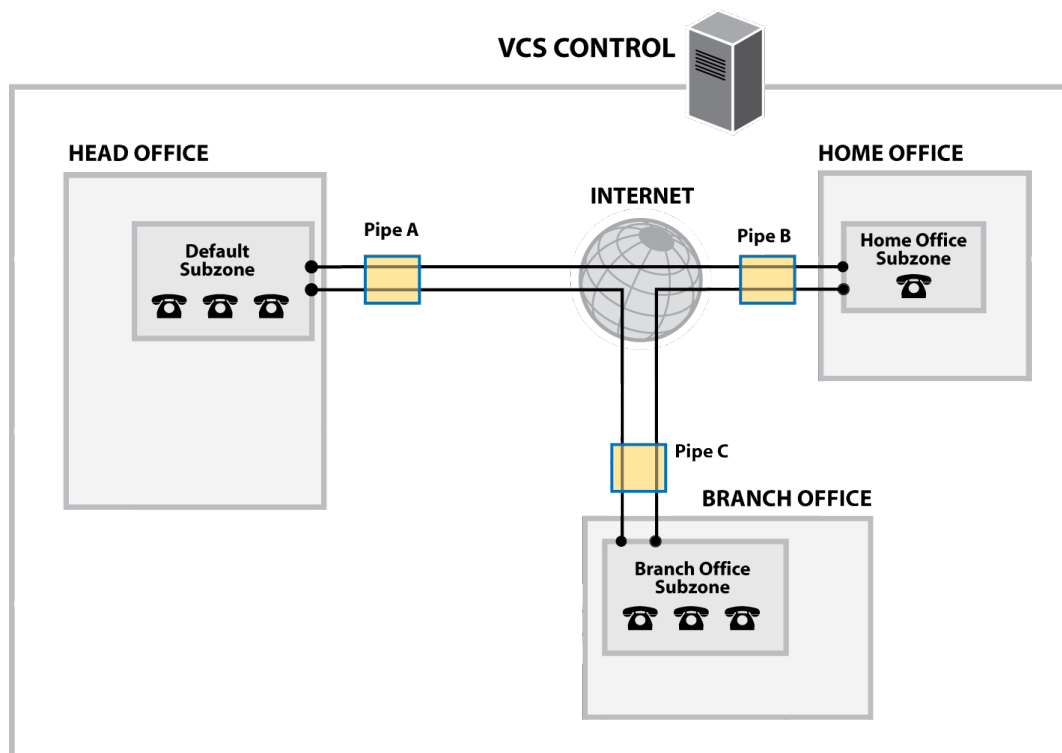 VCS CONTROL
HEAD OFFICE
HOME OFFICE
INTERNET
Pipe A
Pipe B
Default
Subzone
Home Office
Subzone
Pipe C
BRANCH OFFICE
Branch Office
Subzone